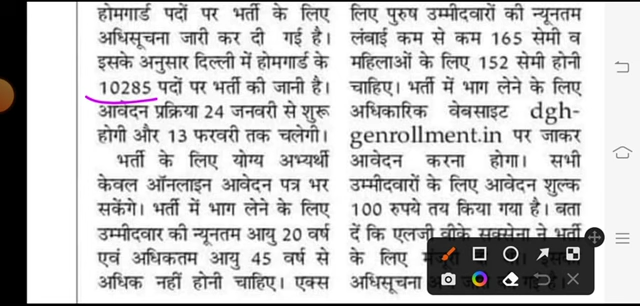 होमगार्ड पदों पर भर्ती के लिए
अधिसूचना जारी कर दी गई है।
इसके अनुसार दिल्ली में होमगार्ड के
10285 पदों पर भर्ती की जानी है।
आवेदन प्रक्रिया 24 जनवरी से शुरू
होगी और 13 फरवरी तक चलेगी।
भर्ती के लिए योग्य अभ्यर्थी
केवल ऑनलाइन आवेदन पत्र भर
सकेंगे। भर्ती में भाग लेने के लिए
उम्मीदवार की न्यूनतम आयु 20 वर्ष
एवं अधिकतम आयु 45 वर्ष से
अधिक नहीं होनी चाहिए। एक्स
लिए पुरुष उम्मीदवारों की न्यूनतम
लंबाई कम से कम 165 सेमी व
महिलाओं के लिए 152 सेमी होनी
चाहिए। भर्ती में भाग लेने के लिए
अधिकारिक वेबसाइट dgh-
genrollment.in पर जाकर
आवेदन करना होगा। सभी
उम्मीदवारों के लिए आवेदन शुल्क
100 रुपये तय किया गया है। बता
दें कि एलजी वीके सक्सेना ने भर्ती
के लिए
अधिसूचना